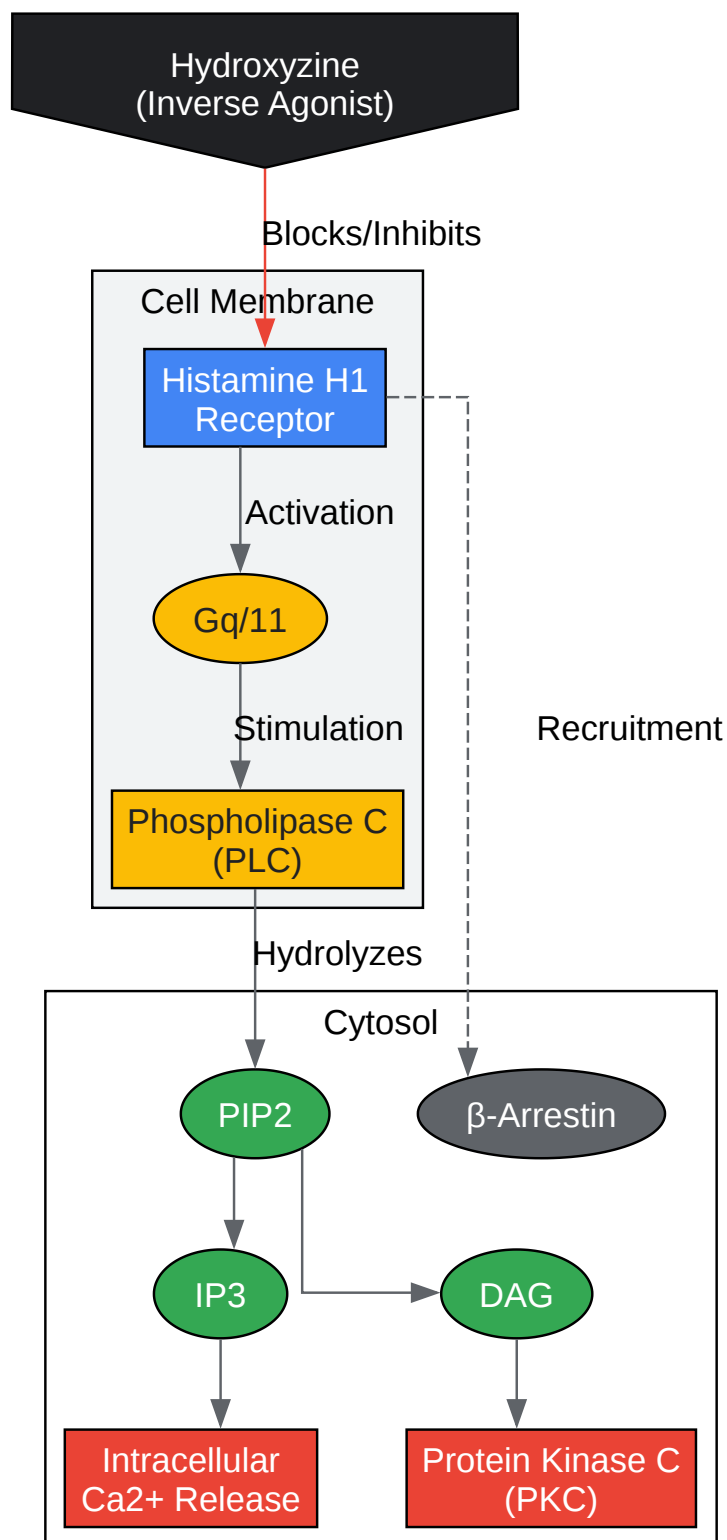 Hydroxyzine
(Inverse Agonist)
Blocks/Inhibits
Cell Membrane
Histamine H1
Receptor
Activation
Gq/11
Stimulation
Recruitment
Phospholipase C
(PLC)
Hydrolyzes
Cytosol
PIP2
β-Arrestin
IP3
DAG
Intracellular
Ca2+ Release
Protein Kinase C
(PKC)